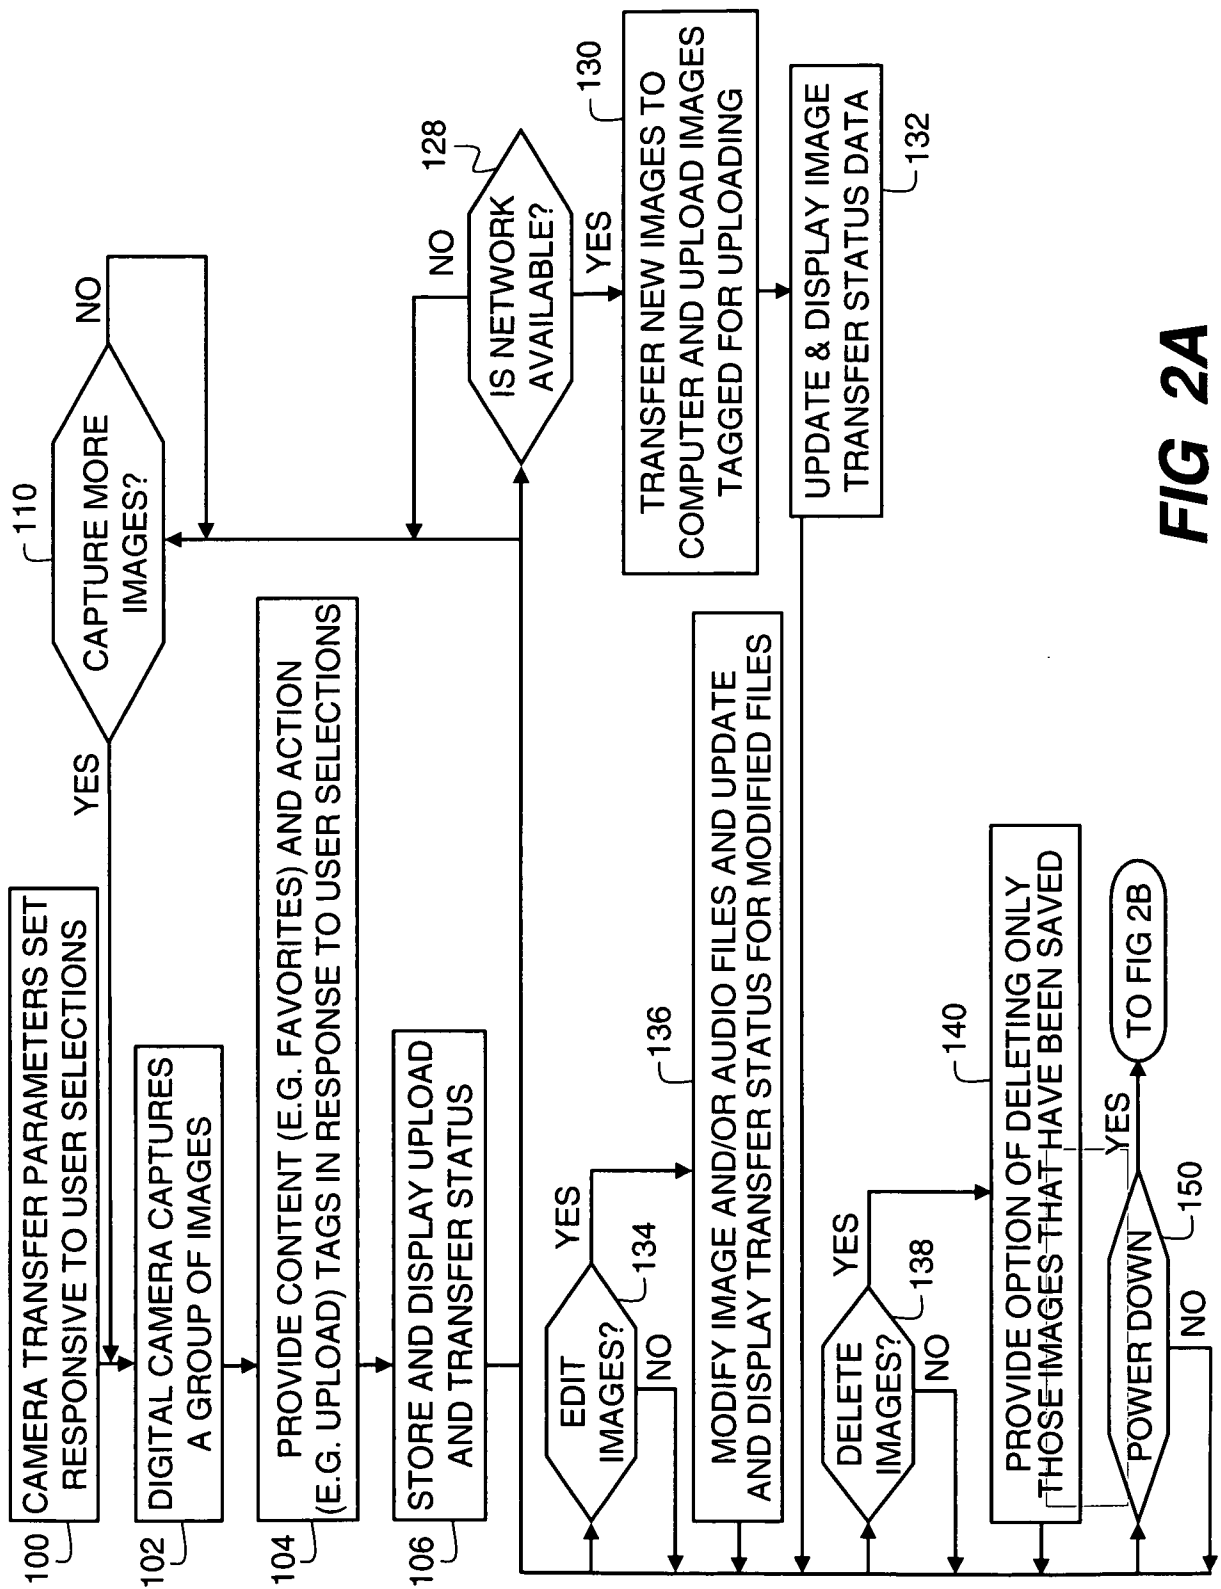 100
CAMERA TRANSFER PARAMETERS SET
RESPONSIVE TO USER SELECTIONS
102
DIGITAL CAMERA CAPTURES
A GROUP OF IMAGES
104
PROVIDE CONTENT (E.G. FAVORITES) AND ACTION
(E.G. UPLOAD) TAGS IN RESPONSE TO USER SELECTIONS
106
STORE AND DISPLAY UPLOAD
AND TRANSFER STATUS
110
CAPTURE MORE
IMAGES?
YES
NO
128
IS NETWORK
AVAILABLE?
NO
YES
130
TRANSFER NEW IMAGES TO
COMPUTER AND UPLOAD IMAGES
TAGGED FOR UPLOADING
UPDATE & DISPLAY IMAGE
TRANSFER STATUS DATA
132
EDIT
IMAGES?
134
YES
NO
136
MODIFY IMAGE AND/OR AUDIO FILES AND UPDATE
AND DISPLAY TRANSFER STATUS FOR MODIFIED FILES
DELETE
IMAGES?
138
YES
NO
140
PROVIDE OPTION OF DELETING ONLY
THOSE IMAGES THAT HAVE BEEN SAVED
POWER DOWN
150
YES
NO
TO FIG 2B
FIG 2A